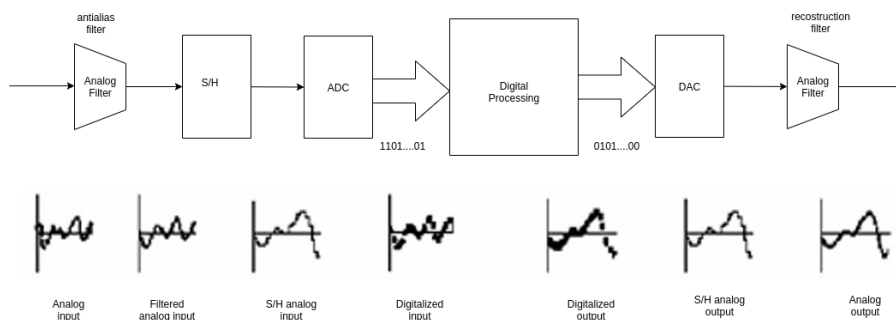 antialias
filter
recostruction
filter
Analog
Filter
S/H
ADC
Digital
Processing
DAC
Analog
Filter
1101....01
0101....00
Analog
input
Filtered
analog input
S/H analog
input
Digitalized
input
Digitalized
output
S/H analog
output
Analog
output